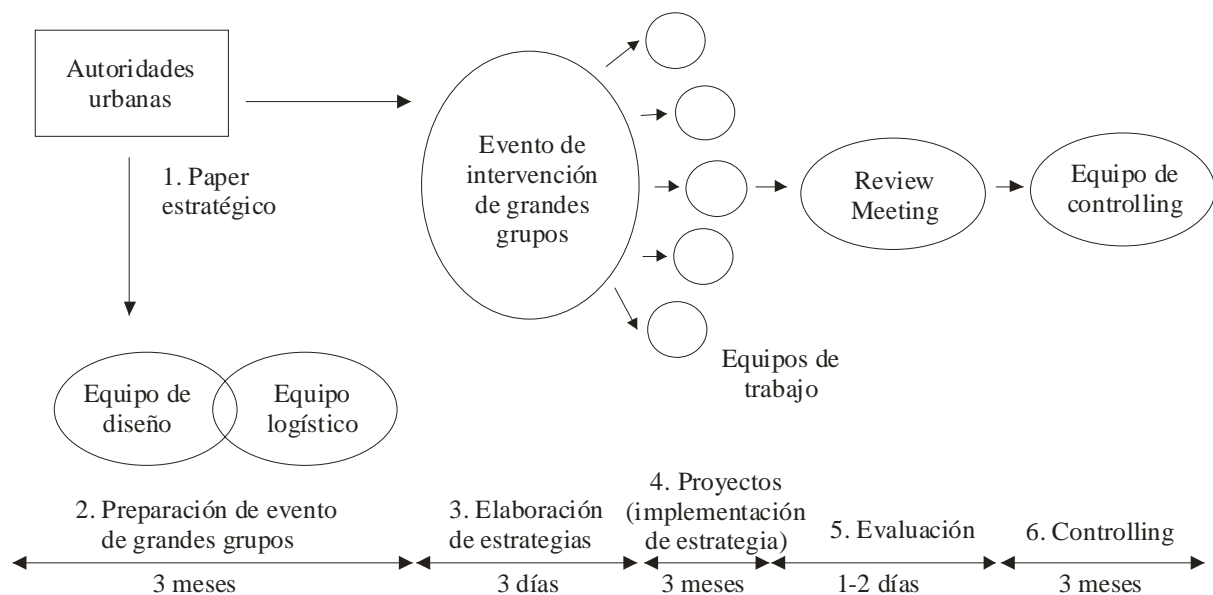 Autoridades
urbanas
1. Paper
estratégico
Evento de
intervención
de grandes
grupos
Review
Meeting
Equipo de
controlling
Equipos de
trabajo
Equipo de
diseño
Equipo
logístico
2. Preparación de evento
de grandes grupos
3. Elaboración
de estrategias
4. Proyectos
(implementación
de estrategia)
5. Evaluación
6. Controlling
3 meses
3 días
3 meses
1-2 días
3 meses